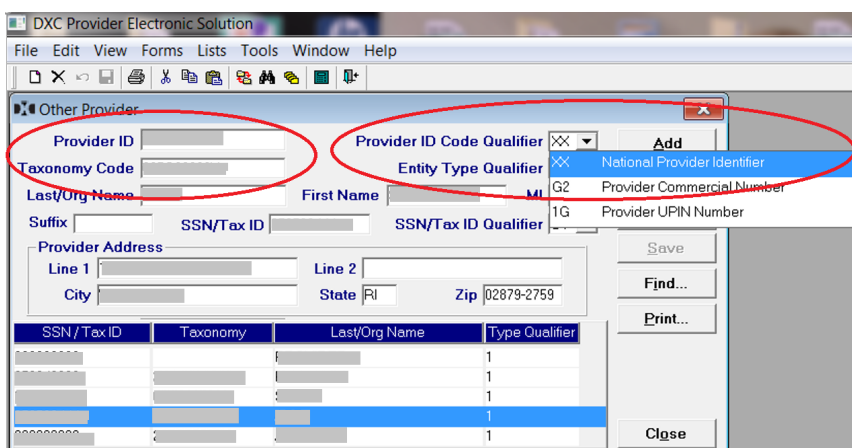 DXC Provider Electronic Solution
File Edit View Forms Lists Tools Window Help
Other Provider
Provider ID Provider ID Code Qualifier XX Add
Taxonomy Code Entity Type Qualifier XX National Provider Identifier
Last/Org Name First Name MI G2 Provider Commercial Number
Suffix SSN/Tax ID SSN/Tax ID Qualifier 1G Provider UPIN Number
Provider Address Save
Line 1 Line 2
City State RI Zip 02879-2759 Find...
Print...
SSN / Tax ID Taxonomy Last/Org Name Type Qualifier
1
1
1
1
1
Close